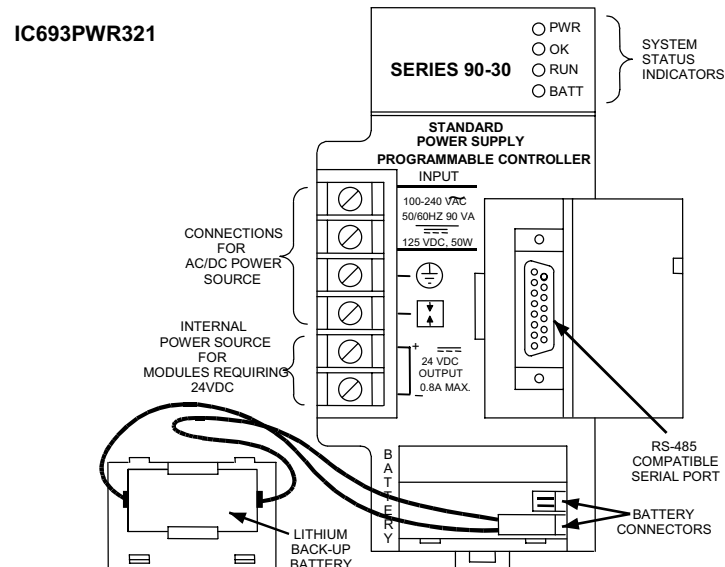 IC693PWR321
PWR
OK
RUN
BATT
SERIES 90-30
SYSTEM
STATUS
INDICATORS
STANDARD
POWER SUPPLY
PROGRAMMABLE CONTROLLER
INPUT
100-240 VAC
50/60HZ 90 VA
125 VDC, 50W
CONNECTIONS
FOR
AC/DC POWER
SOURCE
INTERNAL
POWER SOURCE
FOR
MODULES REQUIRING
24VDC
+
24 VDC
OUTPUT
0.8A MAX.
_
RS-485
COMPATIBLE
SERIAL PORT
BATTERY
BATTERY
CONNECTORS
LITHIUM
BACK-UP
BATTERY